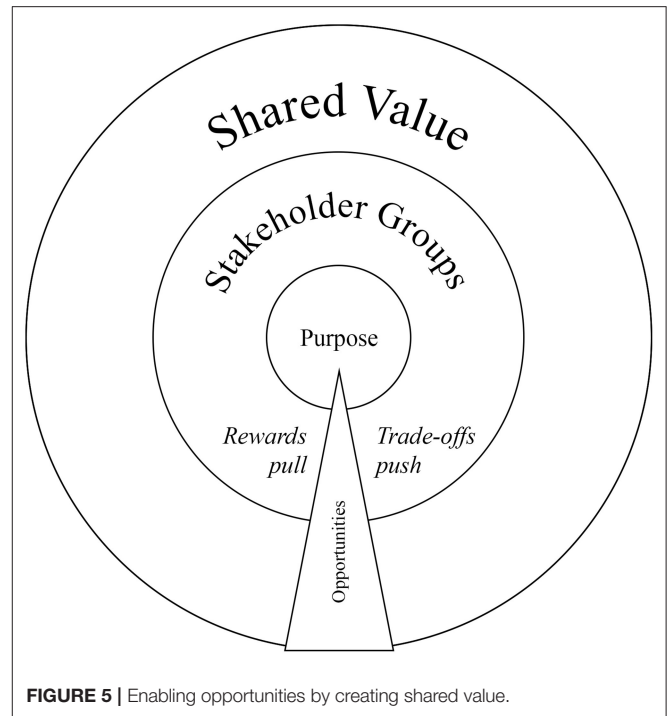 Shared Value
Stakeholder Groups
Purpose
Rewards
pull
Trade-offs
push
Opportunities
FIGURE 5 | Enabling opportunities by creating shared value.